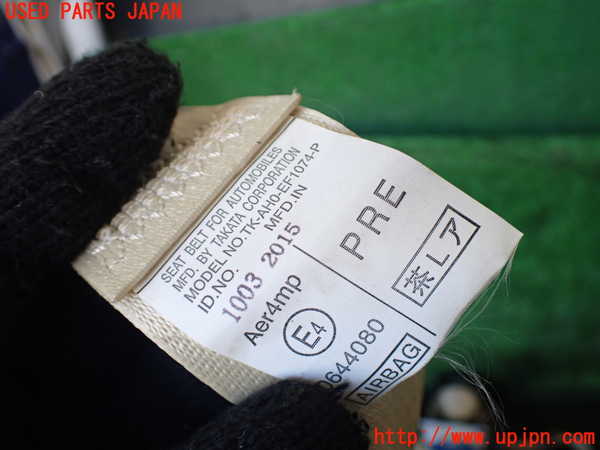 USED PARTS JAPAN
SEAT BELT FOR AUTOMOBILES
MFD. BY TAKATA CORPORATION
MODEL NO. TK-AH0-EF1074-P
ID.NO. MFD.IN
1003 2015
Aer4mp
E4
0644080
PRE
茶Lア
AIRBAG
http://www.upjpn.com/